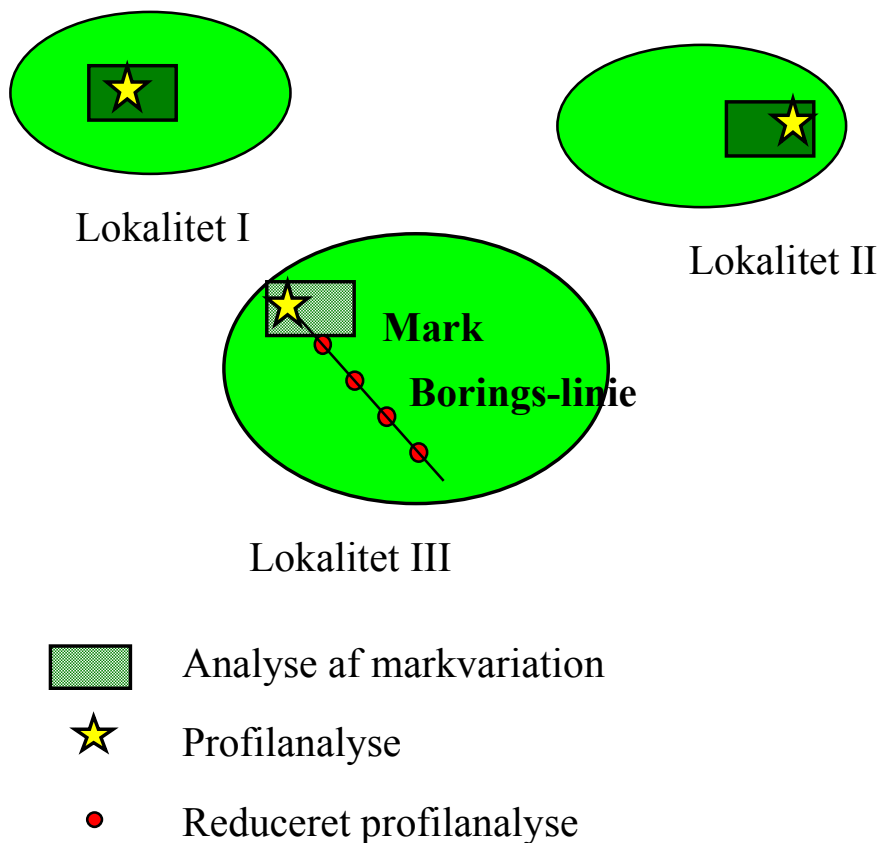 Lokalitet I
Lokalitet II
Mark
Borings-linie
Lokalitet III
Analyse af markvariation
Profilanalyse
Reduceret profilanalyse